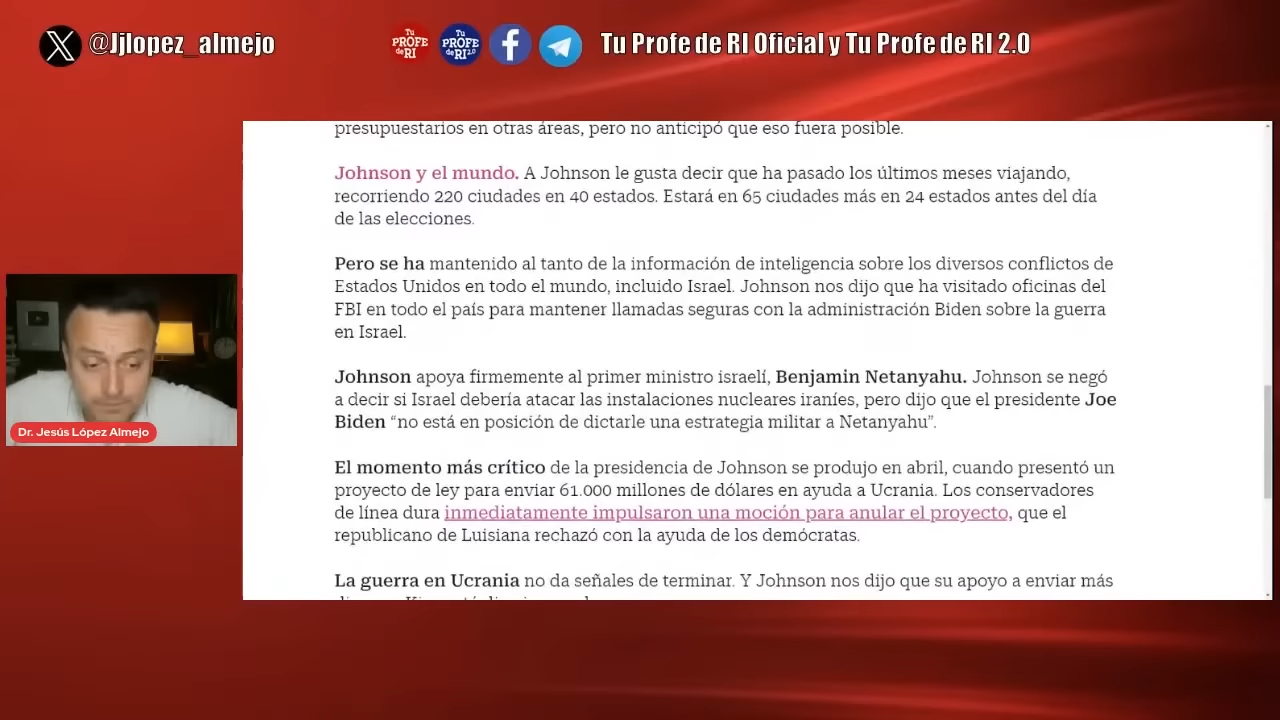 @Jjlopez_almejo
Tu PROFE de RI
Tu PROFE de RI 2.0
Tu Profe de RI Oficial y Tu Profe de RI 2.0
presupuestarios en otras áreas, pero no anticipó que eso fuera posible.
Johnson y el mundo. A Johnson le gusta decir que ha pasado los últimos meses viajando,
recorriendo 220 ciudades en 40 estados. Estará en 65 ciudades más en 24 estados antes del día
de las elecciones.
Pero se ha mantenido al tanto de la información de inteligencia sobre los diversos conflictos de
Estados Unidos en todo el mundo, incluido Israel. Johnson nos dijo que ha visitado oficinas del
FBI en todo el país para mantener llamadas seguras con la administración Biden sobre la guerra
en Israel.
Johnson apoya firmemente al primer ministro israelí, Benjamin Netanyahu. Johnson se negó
a decir si Israel debería atacar las instalaciones nucleares iraníes, pero dijo que el presidente Joe
Biden “no está en posición de dictarle una estrategia militar a Netanyahu”.
El momento más crítico de la presidencia de Johnson se produjo en abril, cuando presentó un
proyecto de ley para enviar 61.000 millones de dólares en ayuda a Ucrania. Los conservadores
de línea dura inmediatamente impulsaron una moción para anular el proyecto, que el
republicano de Luisiana rechazó con la ayuda de los demócratas.
La guerra en Ucrania no da señales de terminar. Y Johnson nos dijo que su apoyo a enviar más
Dr. Jesús López Almejo